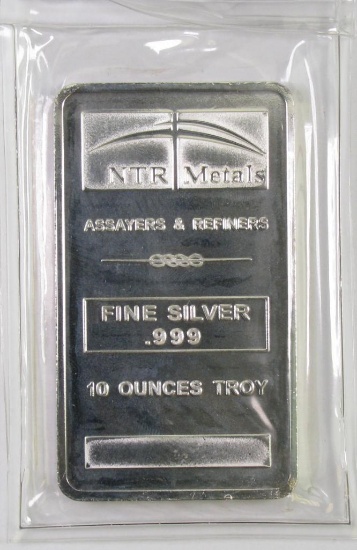 NTR Metals
ASSAYERS & REFINERS
FINE SILVER
.999
10 OUNCES TROY